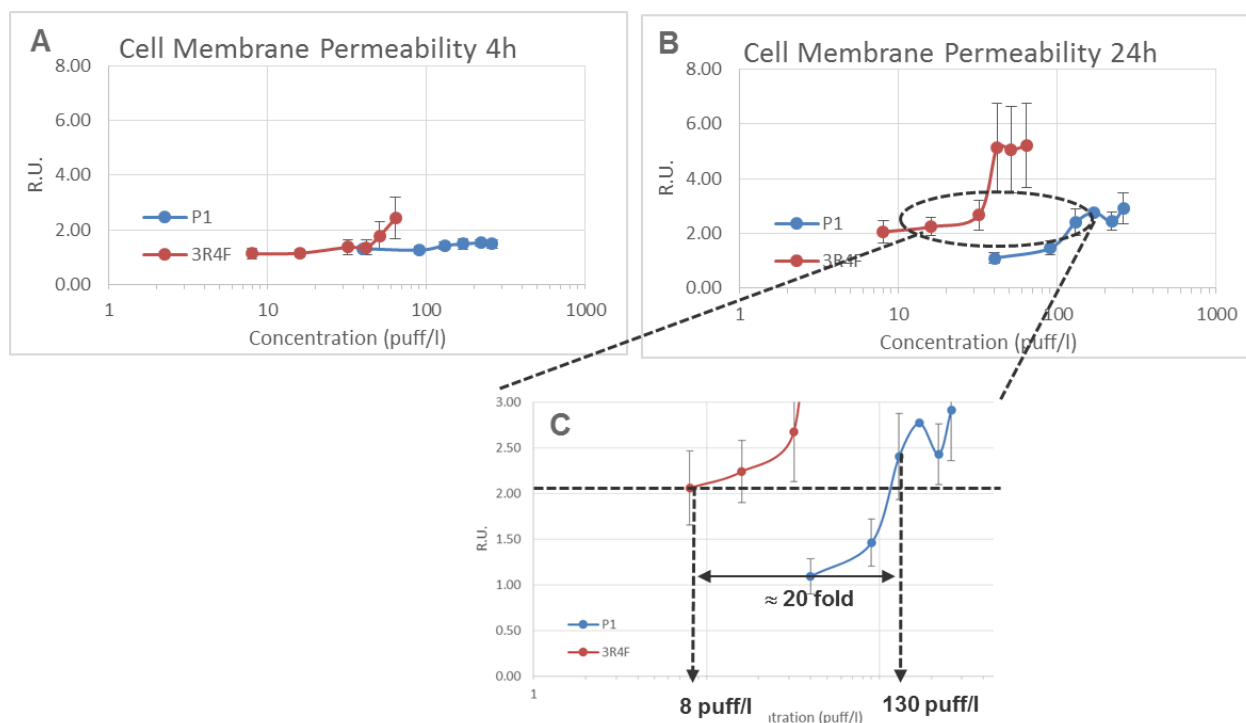 A
Cell Membrane Permeability 4h
8.00
6.00
4.00
2.00
0.00
R.U.
P1
3R4F
1
10
100
1000
Concentration (puff/l)
B
Cell Membrane Permeability 24h
8.00
6.00
4.00
2.00
0.00
R.U.
P1
3R4F
1
10
100
1000
Concentration (puff/l)
C
3.00
2.50
2.00
1.50
1.00
0.50
0.00
R.U.
≈ 20 fold
P1
3R4F
1
8 puff/l
130 puff/l
ntration (puff/l)